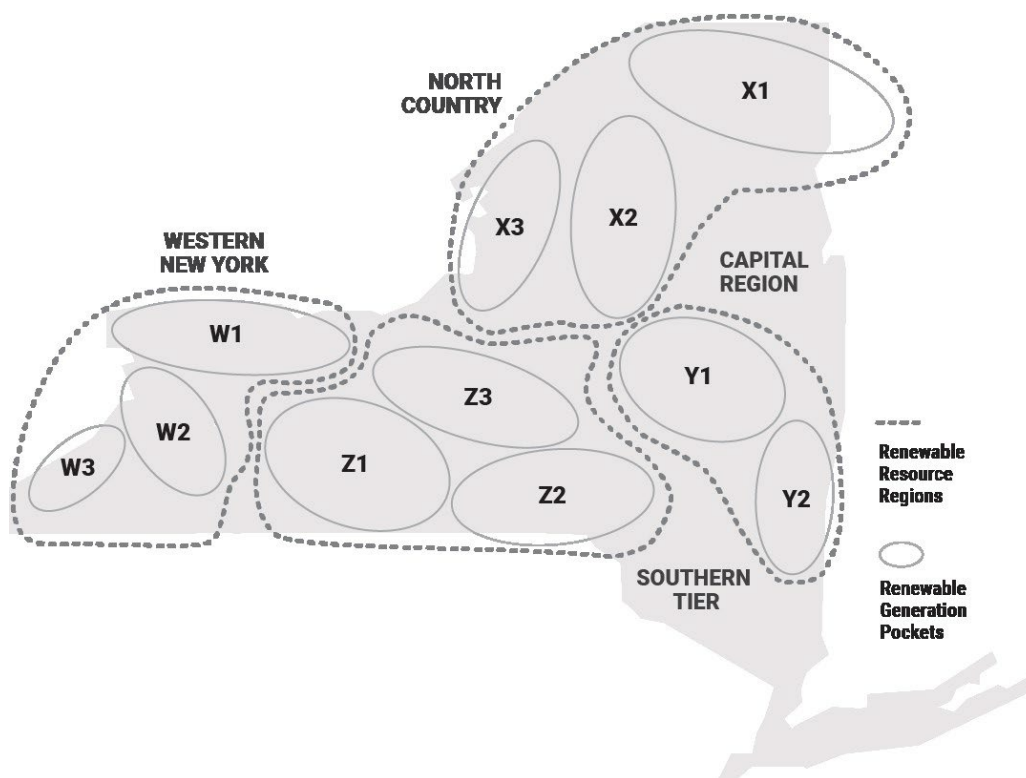 NORTH
COUNTRY
X1
X3
X2
WESTERN
NEW YORK
CAPITAL
REGION
W1
W2
W3
Z3
Z1
Z2
Y1
Y2
SOUTHERN
TIER
Renewable
Resource
Regions
Renewable
Generation
Pockets